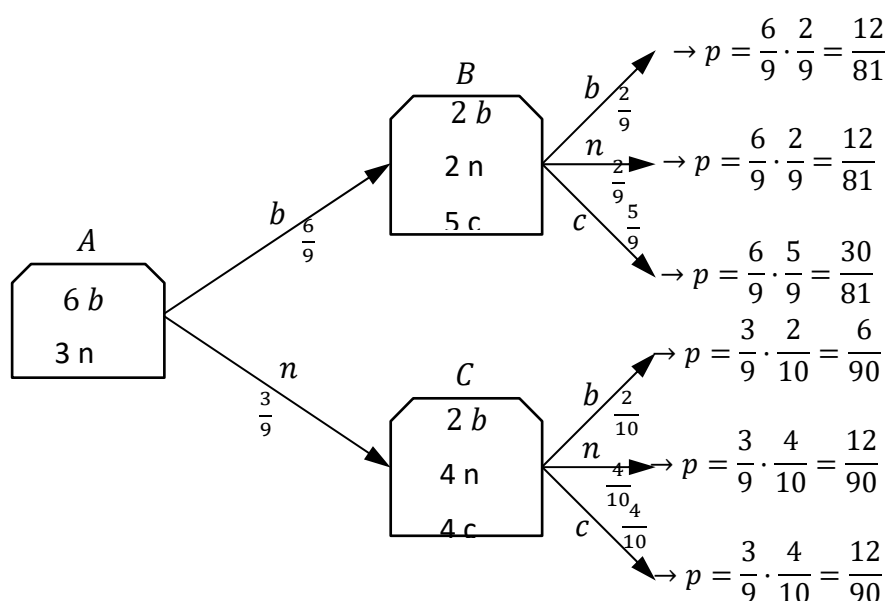 A
6 b
3 n
b
6/9
n
3/9
B
2 b
2 n
5 c
b
2/9
n
2/9
c
5/9
→ p = 6/9 · 2/9 = 12/81
→ p = 6/9 · 2/9 = 12/81
→ p = 6/9 · 5/9 = 30/81
C
2 b
4 n
4 c
b
2/10
n
4/10
c
4/10
→ p = 3/9 · 2/10 = 6/90
→ p = 3/9 · 4/10 = 12/90
→ p = 3/9 · 4/10 = 12/90